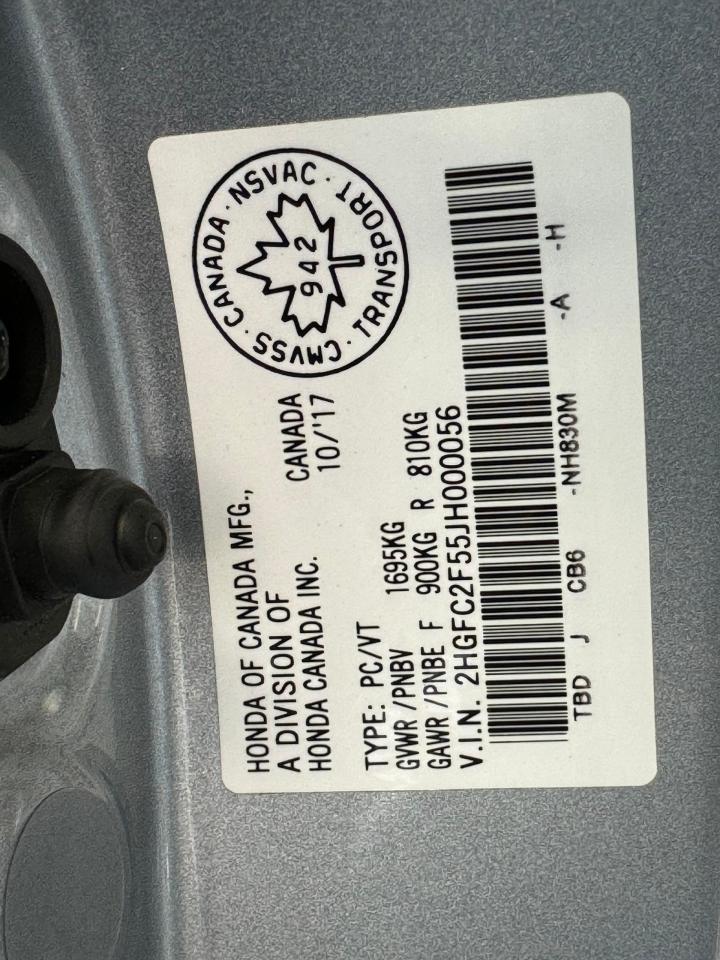 HONDA OF CANADA MFG.,
A DIVISION OF
HONDA CANADA INC.
CANADA
10/'17
CMVSS · CANADA · NSVAC · TRANSPORT ·
942
TYPE: PC/VT
GVWR /PNBV 1695KG
GAWR /PNBE F 900KG R 810KG
V.I.N. 2HGFC2F55JH000056
TBD J CB6 -NH830M -A -H